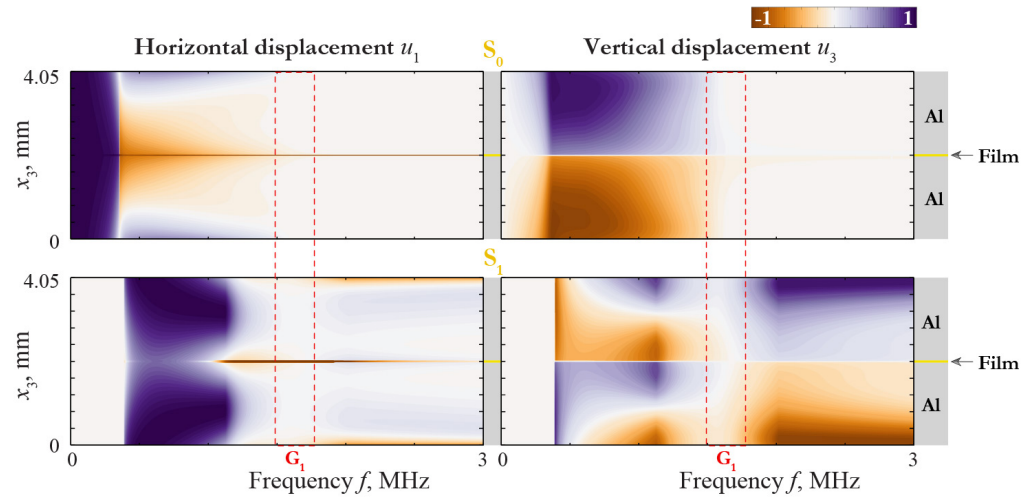 -1 1
Horizontal displacement u₁ S₀ Vertical displacement u₃
4.05
x₃, mm
0
Al
Film
Al
S₁
4.05
x₃, mm
0
Al
Film
Al
0 G₁ 3 G₁ 3
Frequency f, MHz Frequency f, MHz